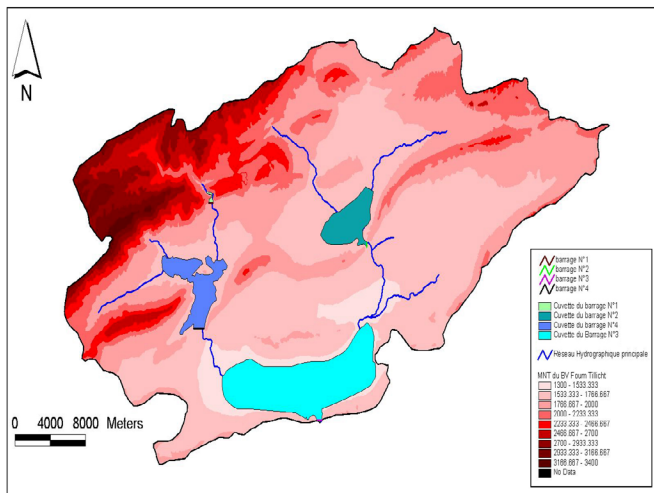 N
barrage N°1
barrage N°2
barrage N°3
barrage N°4
Cuvette du barrage N°1
Cuvette du barrage N°2
Cuvette du barrage N°4
Cuvette du Barrage N°3
Réseau Hydrographique principale
MNT du BV Foum Tillicht
1300 - 1533.333
1533.333 - 1766.667
1766.667 - 2000
2000 - 2233.333
2233.333 - 2466.667
2466.667 - 2700
2700 - 2933.333
2933.333 - 3166.667
3166.667 - 3400
No Data
0 4000 8000 Meters